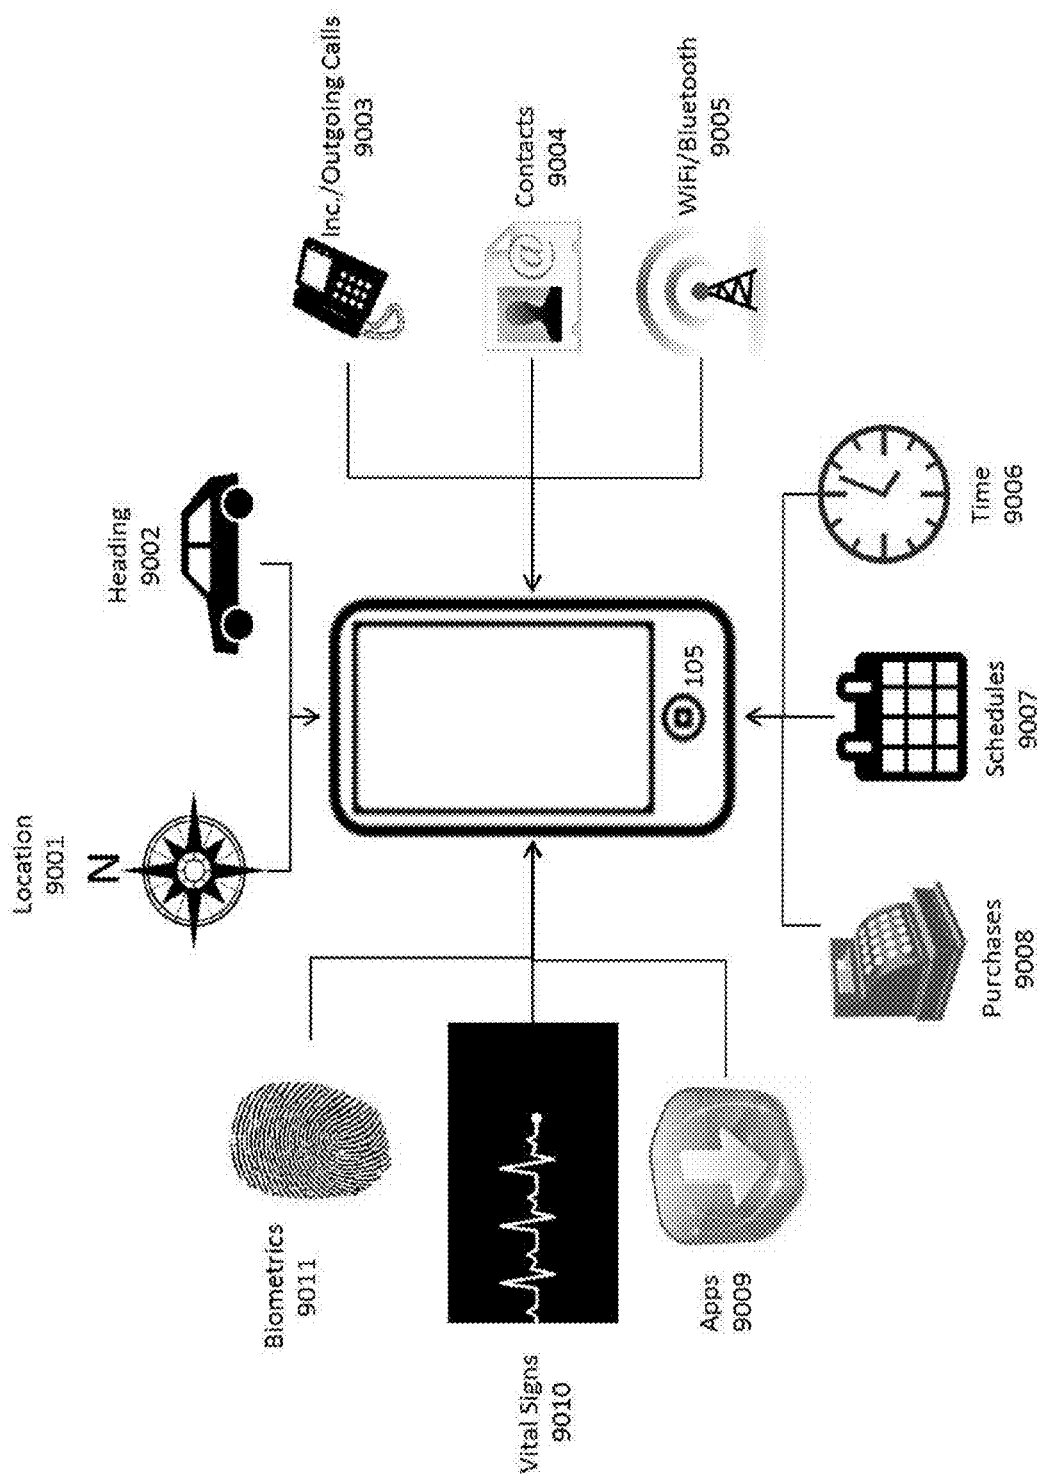 Location
9001
N
Heading
9002
Inc./Outgoing Calls
9003
Contacts
9004
WiFi/Bluetooth
9005
Time
9006
Schedules
9007
Purchases
9008
Apps
9009
Vital Signs
9010
Biometrics
9011
105
@